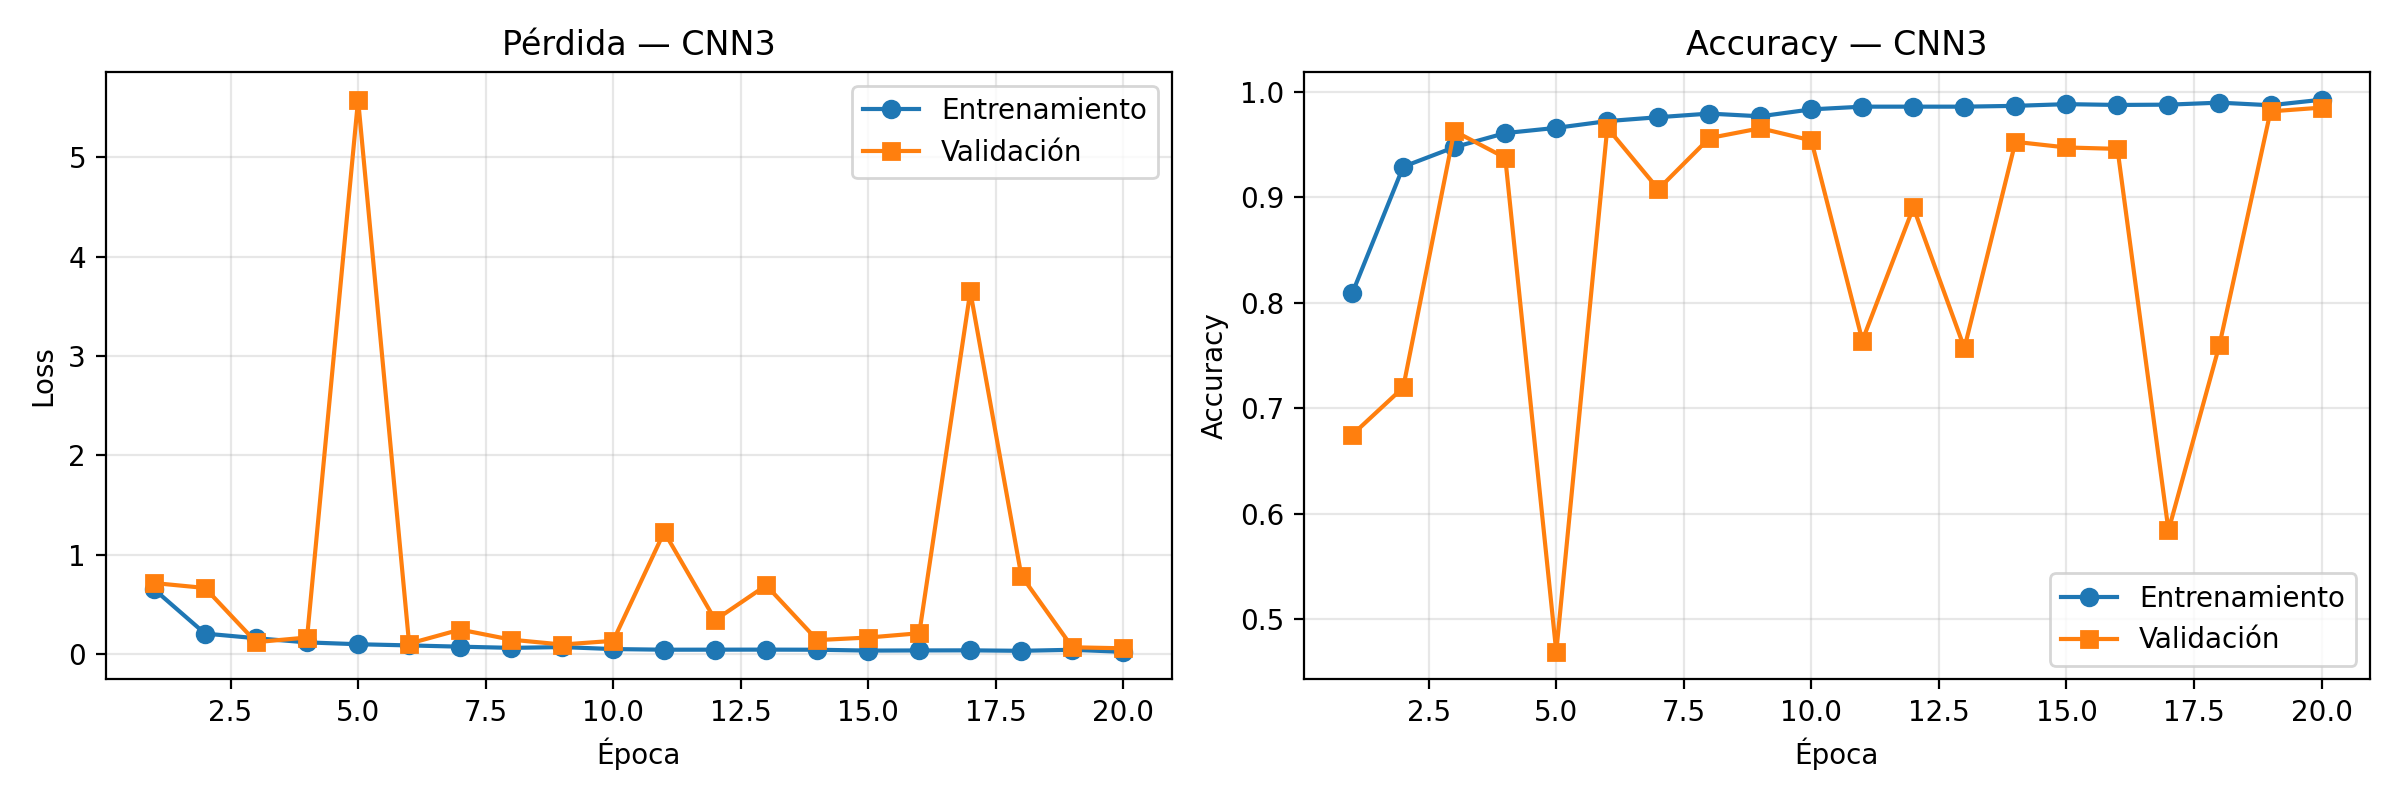 Pérdida — CNN3
Loss
5
4
3
2
1
0
2.5 5.0 7.5 10.0 12.5 15.0 17.5 20.0
Época
Entrenamiento
Validación
Accuracy — CNN3
Accuracy
1.0
0.9
0.8
0.7
0.6
0.5
2.5 5.0 7.5 10.0 12.5 15.0 17.5 20.0
Época
Entrenamiento
Validación